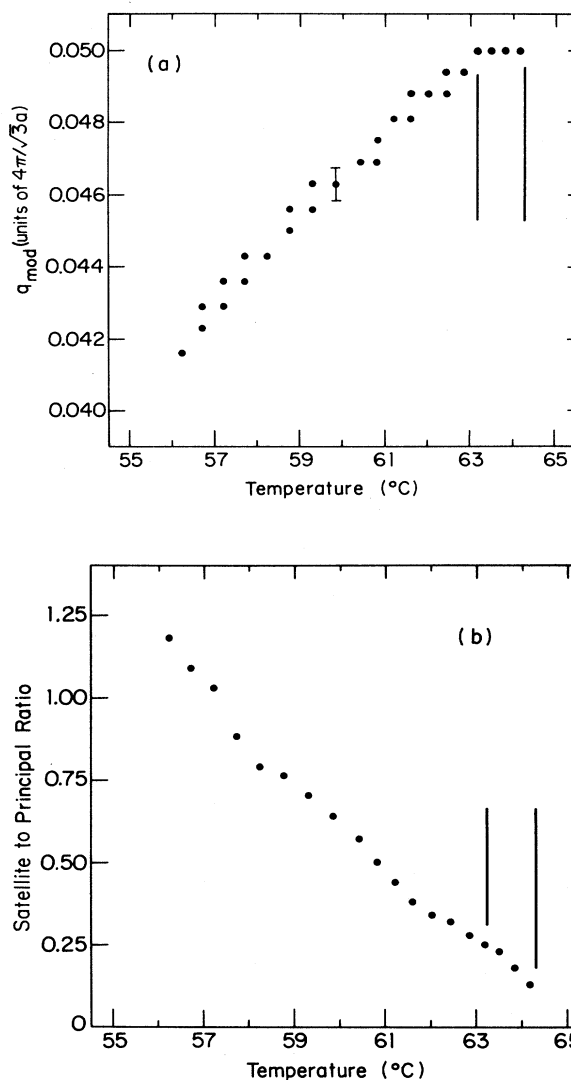 (a)
0.050
0.048
0.046
0.044
0.042
0.040
q_mod (units of 4π/√3a)
55 57 59 61 63 65
Temperature (°C)
(b)
1.25
1.00
0.75
0.50
0.25
0
Satellite to Principal Ratio
55 57 59 61 63 65
Temperature (°C)